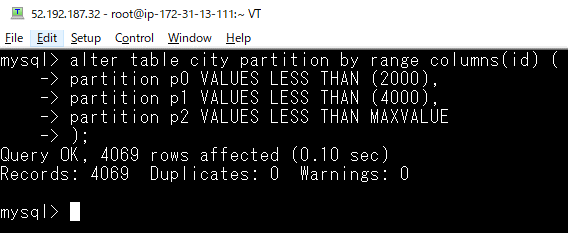 52.192.187.32 - root@ip-172-31-13-111:~ VT
File Edit Setup Control Window Help
mysql> alter table city partition by range columns(id) (
    -> partition p0 VALUES LESS THAN (2000),
    -> partition p1 VALUES LESS THAN (4000),
    -> partition p2 VALUES LESS THAN MAXVALUE
    -> );
Query OK, 4069 rows affected (0.10 sec)
Records: 4069  Duplicates: 0  Warnings: 0
mysql>